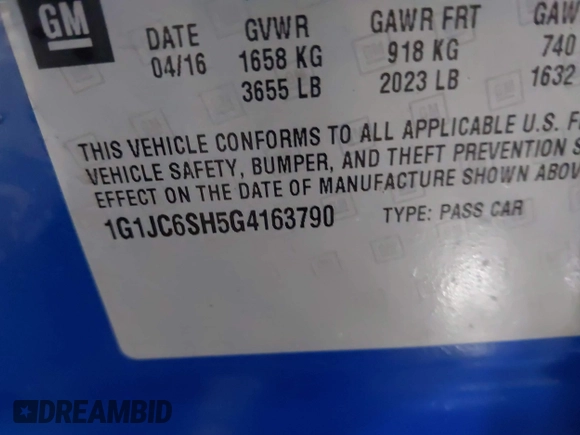 GM
DATE GVWR GAWR FRT GAW
04/16 1658 KG 918 KG 740
3655 LB 2023 LB 1632
THIS VEHICLE CONFORMS TO ALL APPLICABLE U.S. F
VEHICLE SAFETY, BUMPER, AND THEFT PREVENTION S
EFFECT ON THE DATE OF MANUFACTURE SHOWN ABOV
1G1JC6SH5G4163790 TYPE: PASS CAR
DREAMBID